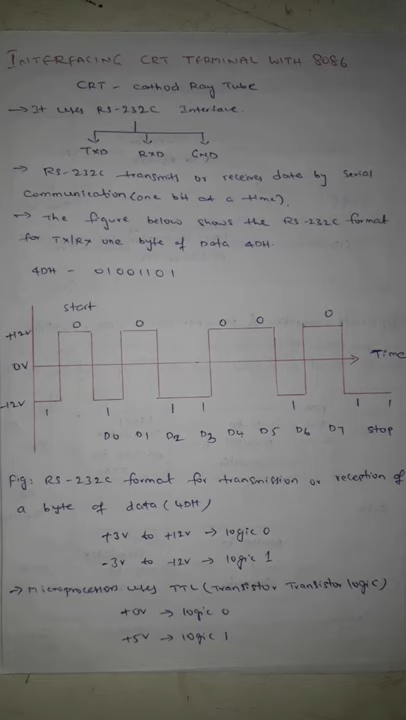 INTERFACING CRT TERMINAL WITH 8086
CRT - cathod Ray Tube
→ It uses RS-232C Interface.
TXD RXD GND
→ RS-232C transmits or receives data by serial
communication (one bit at a time).
→ The figure below shows the RS-232C format
for Tx/Rx one byte of Data 4DH.
4DH - 01001101
start
0 0 0 0 0
+12V
0V
Time
-12V
1 1 1 1 1 1 1
D0 D1 D2 D3 D4 D5 D6 D7 stop
Fig: RS-232C format for transmission or reception of
a byte of data (4DH)
+3V to +12V → logic 0
-3V to -12V → logic 1
→ Microprocessors uses TTL (Transistor Transistor logic)
+0V → logic 0
+5V → logic 1